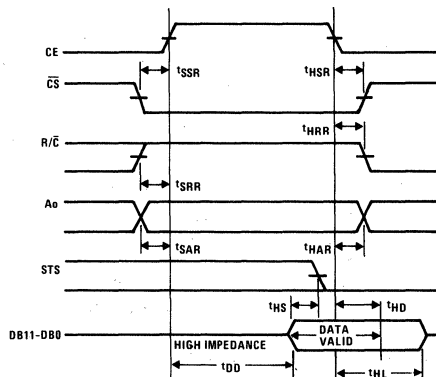 CE
tSSR
tHSR
C̅S̅
tHRR
R/C̅
tSRR
Ao
tSAR
tHAR
STS
tHS
tHD
DB11-DB0
HIGH IMPEDANCE
DATA
VALID
tDD
tHL